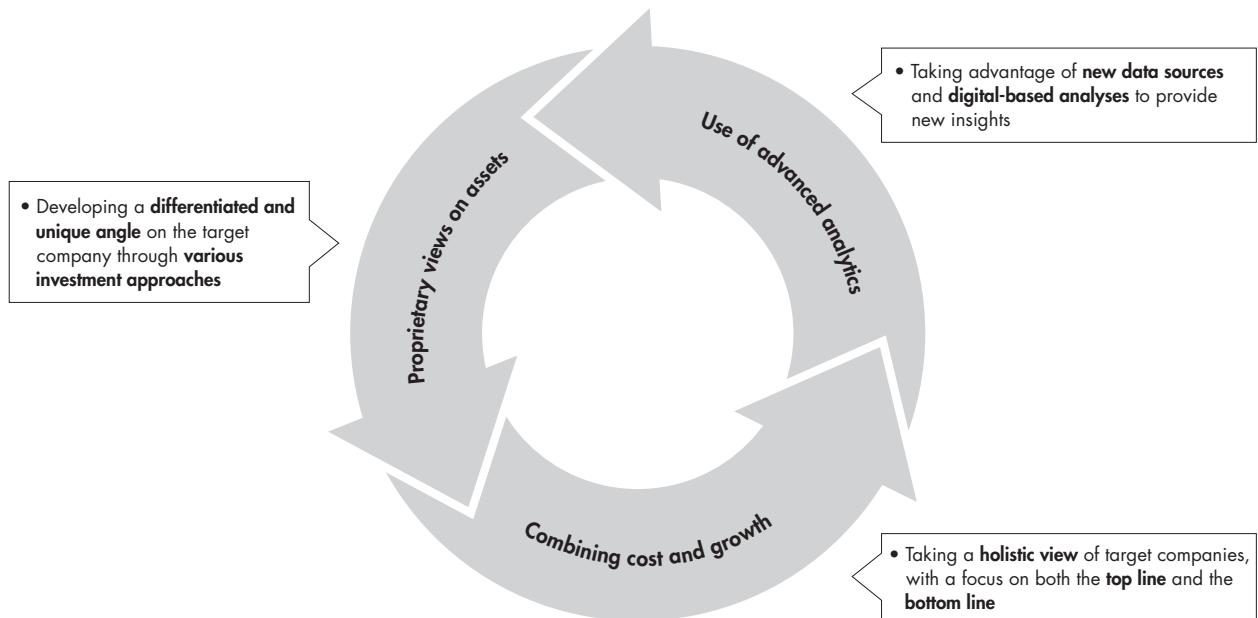 • Taking advantage of new data sources
and digital-based analyses to provide
new insights
Use of advanced analytics
Proprietary views on assets
• Developing a differentiated and
unique angle on the target
company through various
investment approaches
Combining cost and growth
• Taking a holistic view of target companies,
with a focus on both the top line and the
bottom line